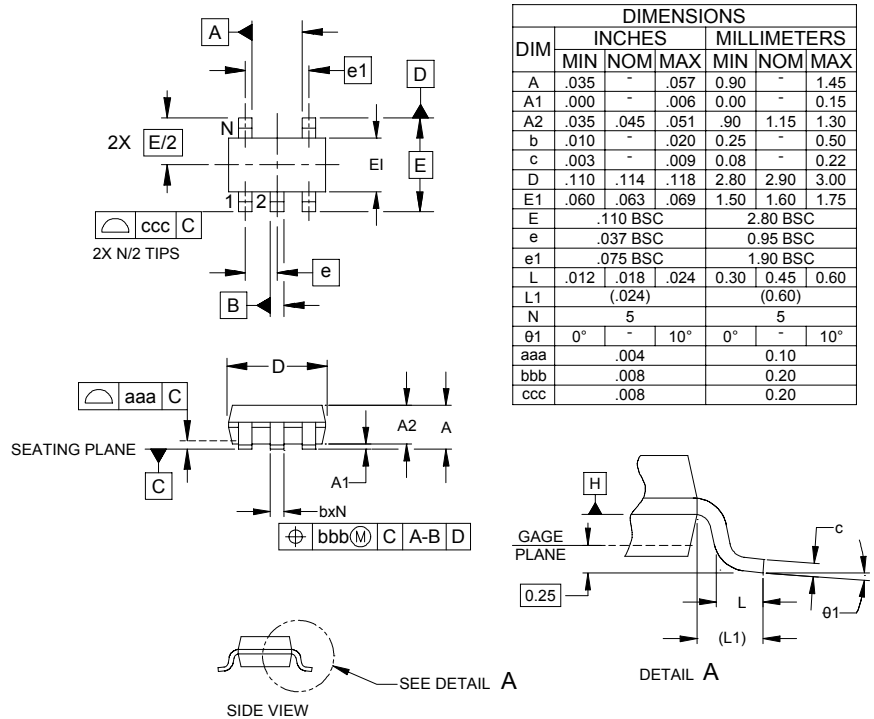 A
e1
D
N
2X E/2
EI
E
1 2
ccc C
2X N/2 TIPS
e
B
DIMENSIONS
DIM INCHES MILLIMETERS
MIN NOM MAX MIN NOM MAX
A .035 - .057 0.90 - 1.45
A1 .000 - .006 0.00 - 0.15
A2 .035 .045 .051 .90 1.15 1.30
b .010 - .020 0.25 - 0.50
c .003 - .009 0.08 - 0.22
D .110 .114 .118 2.80 2.90 3.00
E1 .060 .063 .069 1.50 1.60 1.75
E .110 BSC 2.80 BSC
e .037 BSC 0.95 BSC
e1 .075 BSC 1.90 BSC
L .012 .018 .024 0.30 0.45 0.60
L1 (.024) (0.60)
N 5 5
θ1 0° - 10° 0° - 10°
aaa .004 0.10
bbb .008 0.20
ccc .008 0.20
D
aaa C
A2 A
SEATING PLANE
C
A1
bxN
⌖ bbbⓂ C A-B D
H
GAGE
PLANE
c
0.25
L
θ1
(L1)
DETAIL A
SEE DETAIL A
SIDE VIEW